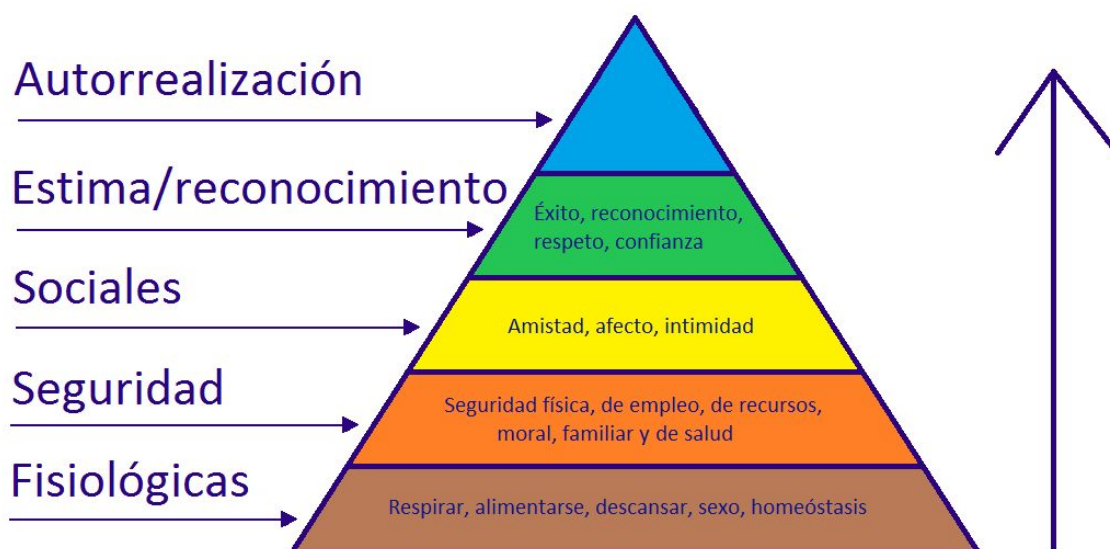 Autorrealización
Estima/reconocimiento
Éxito, reconocimiento,
respeto, confianza
Sociales
Amistad, afecto, intimidad
Seguridad
Seguridad física, de empleo, de recursos,
moral, familiar y de salud
Fisiológicas
Respirar, alimentarse, descansar, sexo, homeóstasis